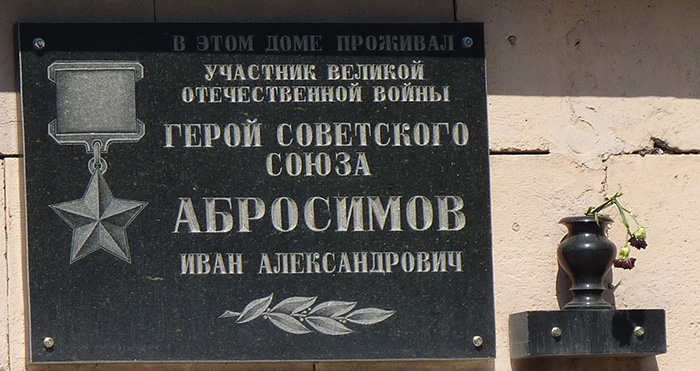 В ЭТОМ ДОМЕ ПРОЖИВАЛ
УЧАСТНИК ВЕЛИКОЙ
ОТЕЧЕСТВЕННОЙ ВОЙНЫ
ГЕРОЙ СОВЕТСКОГО
СОЮЗА
АБРОСИМОВ
ИВАН АЛЕКСАНДРОВИЧ